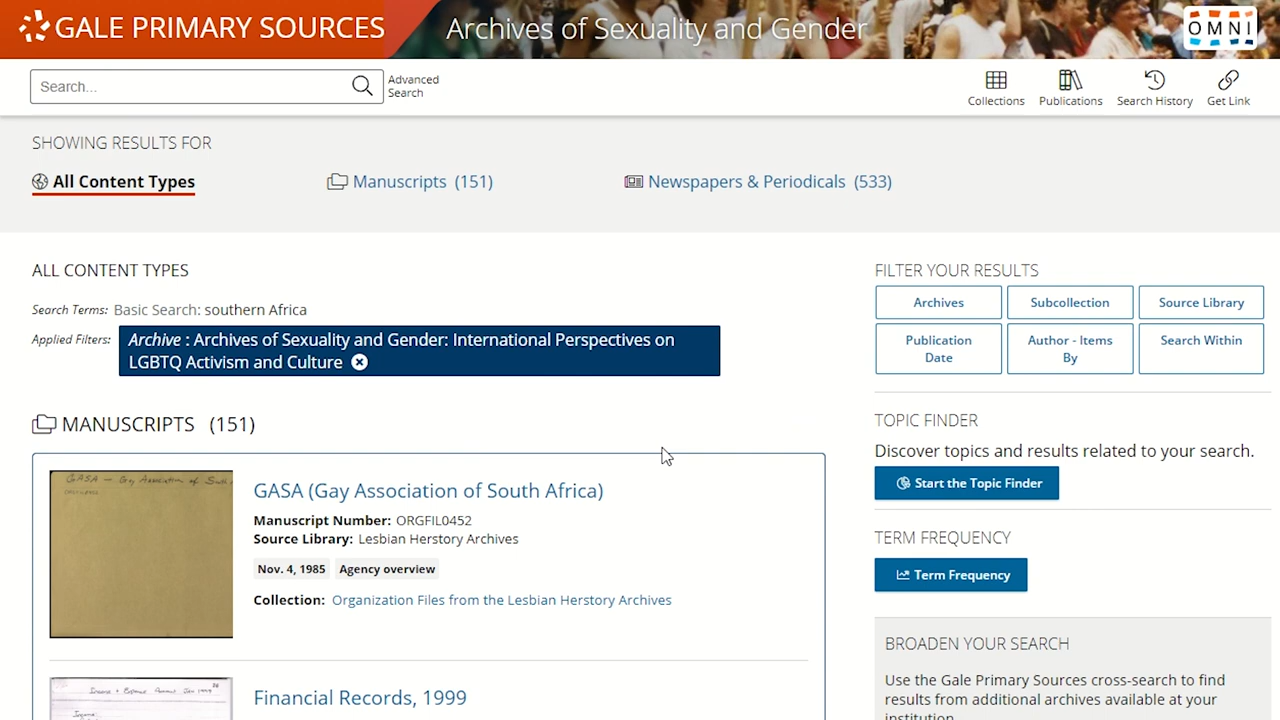 GALE PRIMARY SOURCES
Archives of Sexuality and Gender
OMNI
Search...
Advanced
Search
Collections
Publications
Search History
Get Link
SHOWING RESULTS FOR
All Content Types
Manuscripts (151)
Newspapers & Periodicals (533)
ALL CONTENT TYPES
Search Terms: Basic Search: southern Africa
Applied Filters: Archive : Archives of Sexuality and Gender: International Perspectives on
LGBTQ Activism and Culture
MANUSCRIPTS (151)
GASA — Gay Association of South
GASA (Gay Association of South Africa)
Manuscript Number: ORGFIL0452
Source Library: Lesbian Herstory Archives
Nov. 4, 1985 Agency overview
Collection: Organization Files from the Lesbian Herstory Archives
Financial Records, 1999
FILTER YOUR RESULTS
Archives
Subcollection
Source Library
Publication
Date
Author - Items
By
Search Within
TOPIC FINDER
Discover topics and results related to your search.
Start the Topic Finder
TERM FREQUENCY
Term Frequency
BROADEN YOUR SEARCH
Use the Gale Primary Sources cross-search to find
results from additional archives available at your
institution